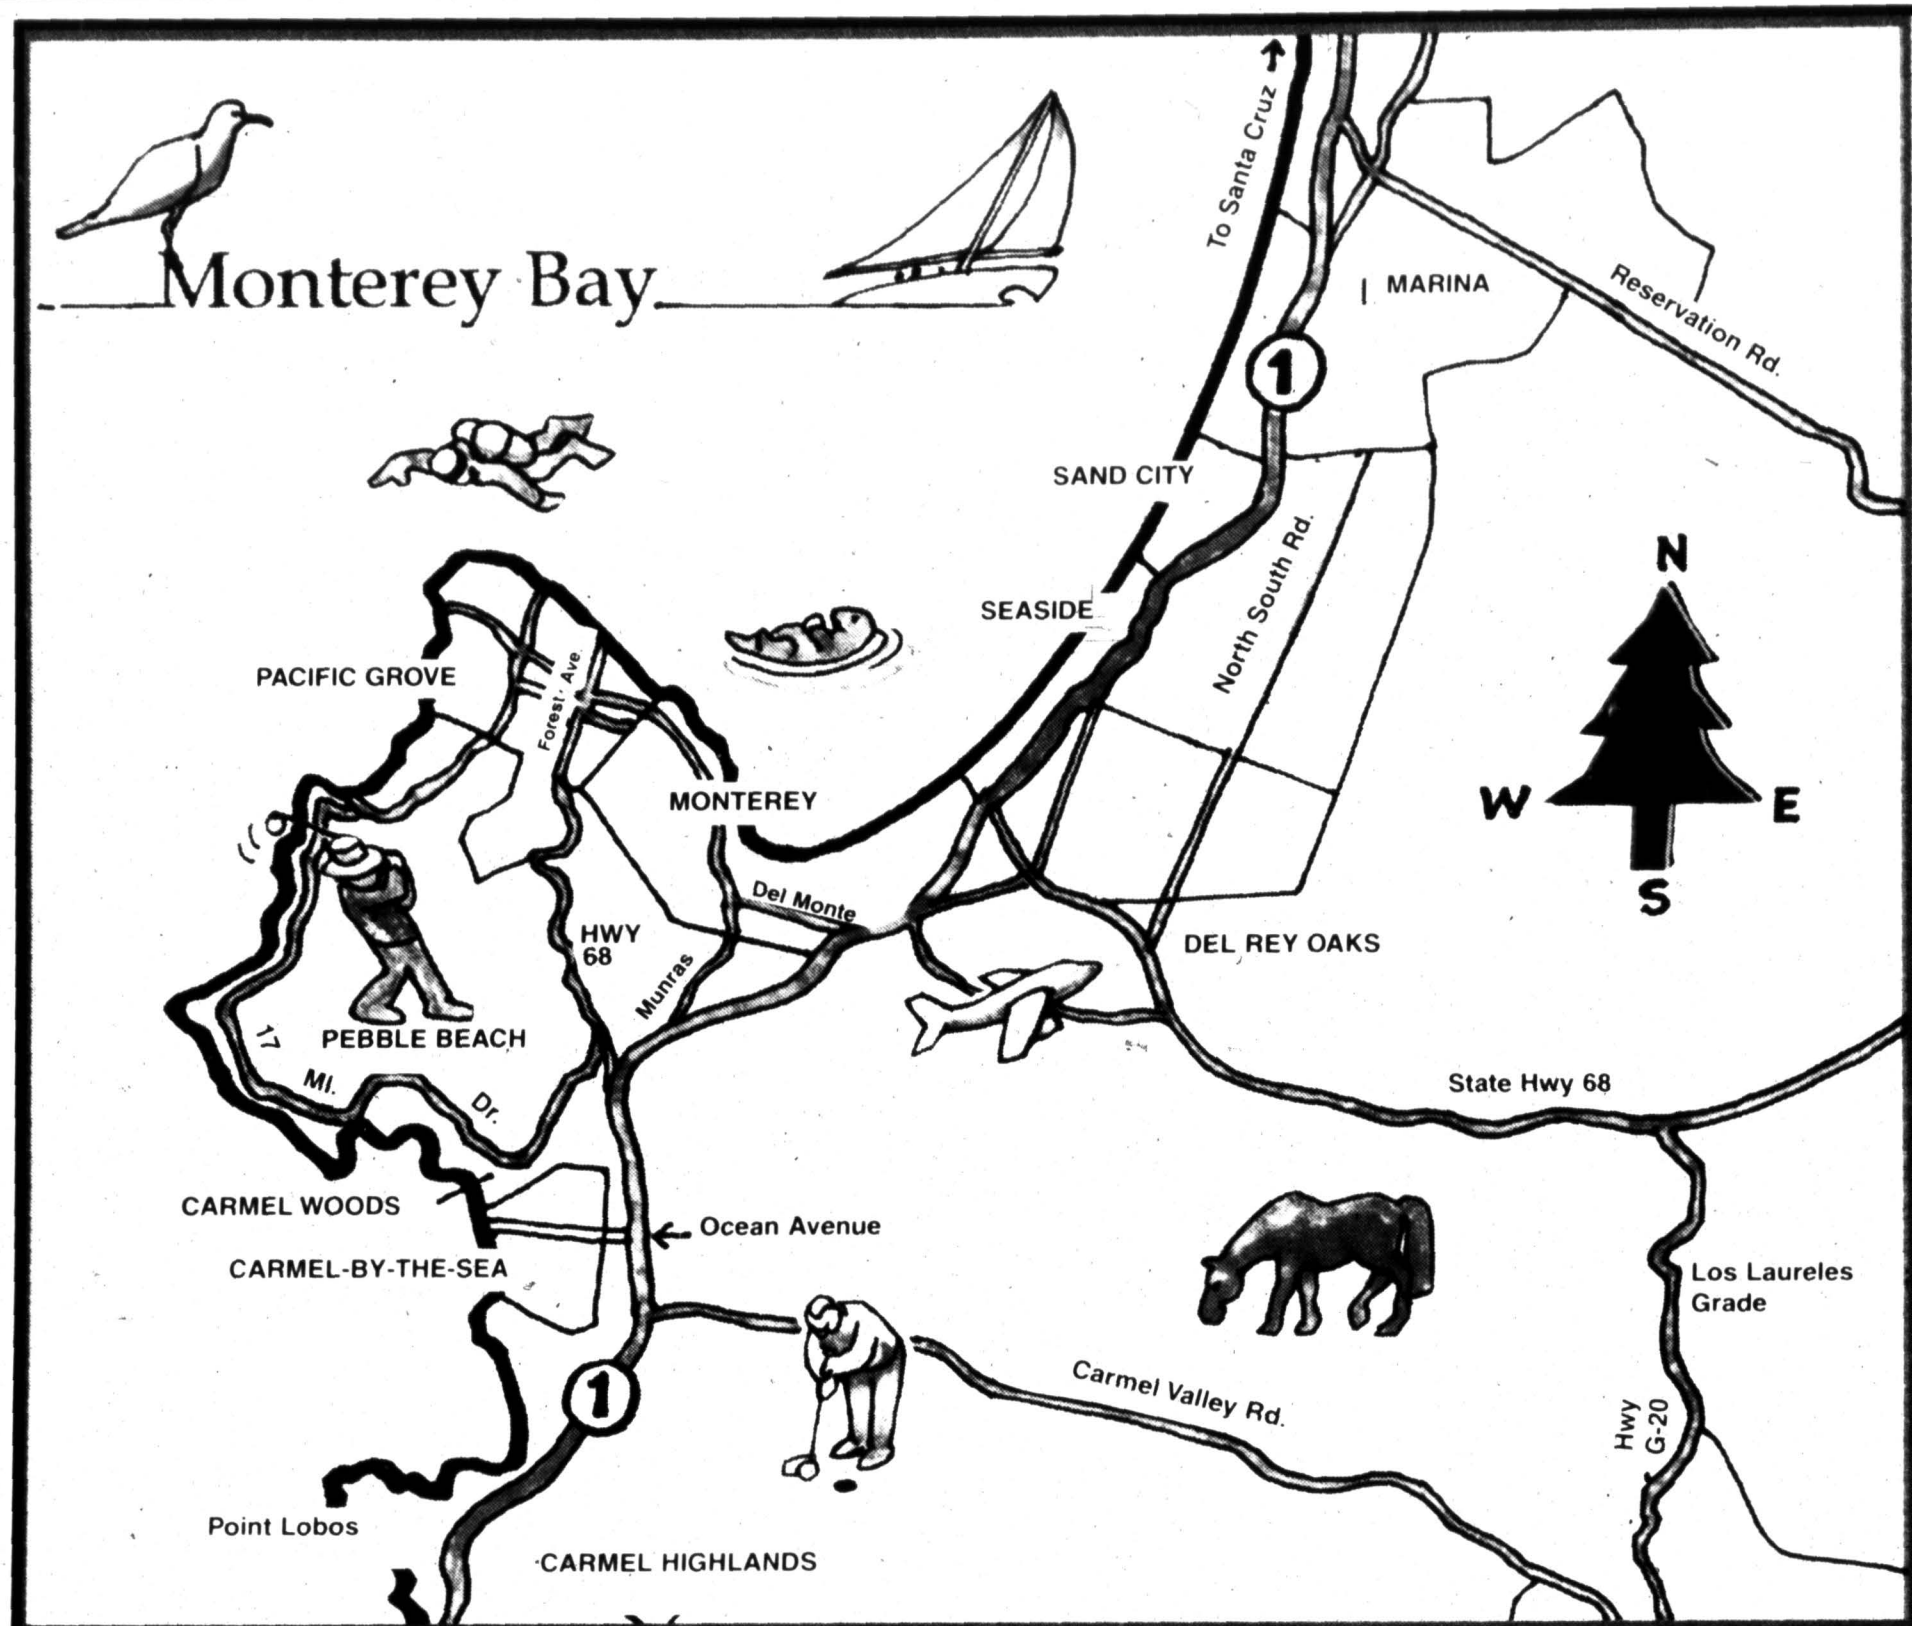 To Santa Cruz
Monterey Bay
MARINA
Reservation Rd.
1
SAND CITY
North South Rd.
N
SEASIDE
PACIFIC GROVE
Forest Ave.
MONTEREY
W
E
S
Del Monte
HWY
68
DEL REY OAKS
Munras
17
PEBBLE BEACH
MI.
Dr.
State Hwy 68
CARMEL WOODS
Ocean Avenue
CARMEL-BY-THE-SEA
Los Laureles
Grade
1
Carmel Valley Rd.
Hwy
G-20
Point Lobos
CARMEL HIGHLANDS